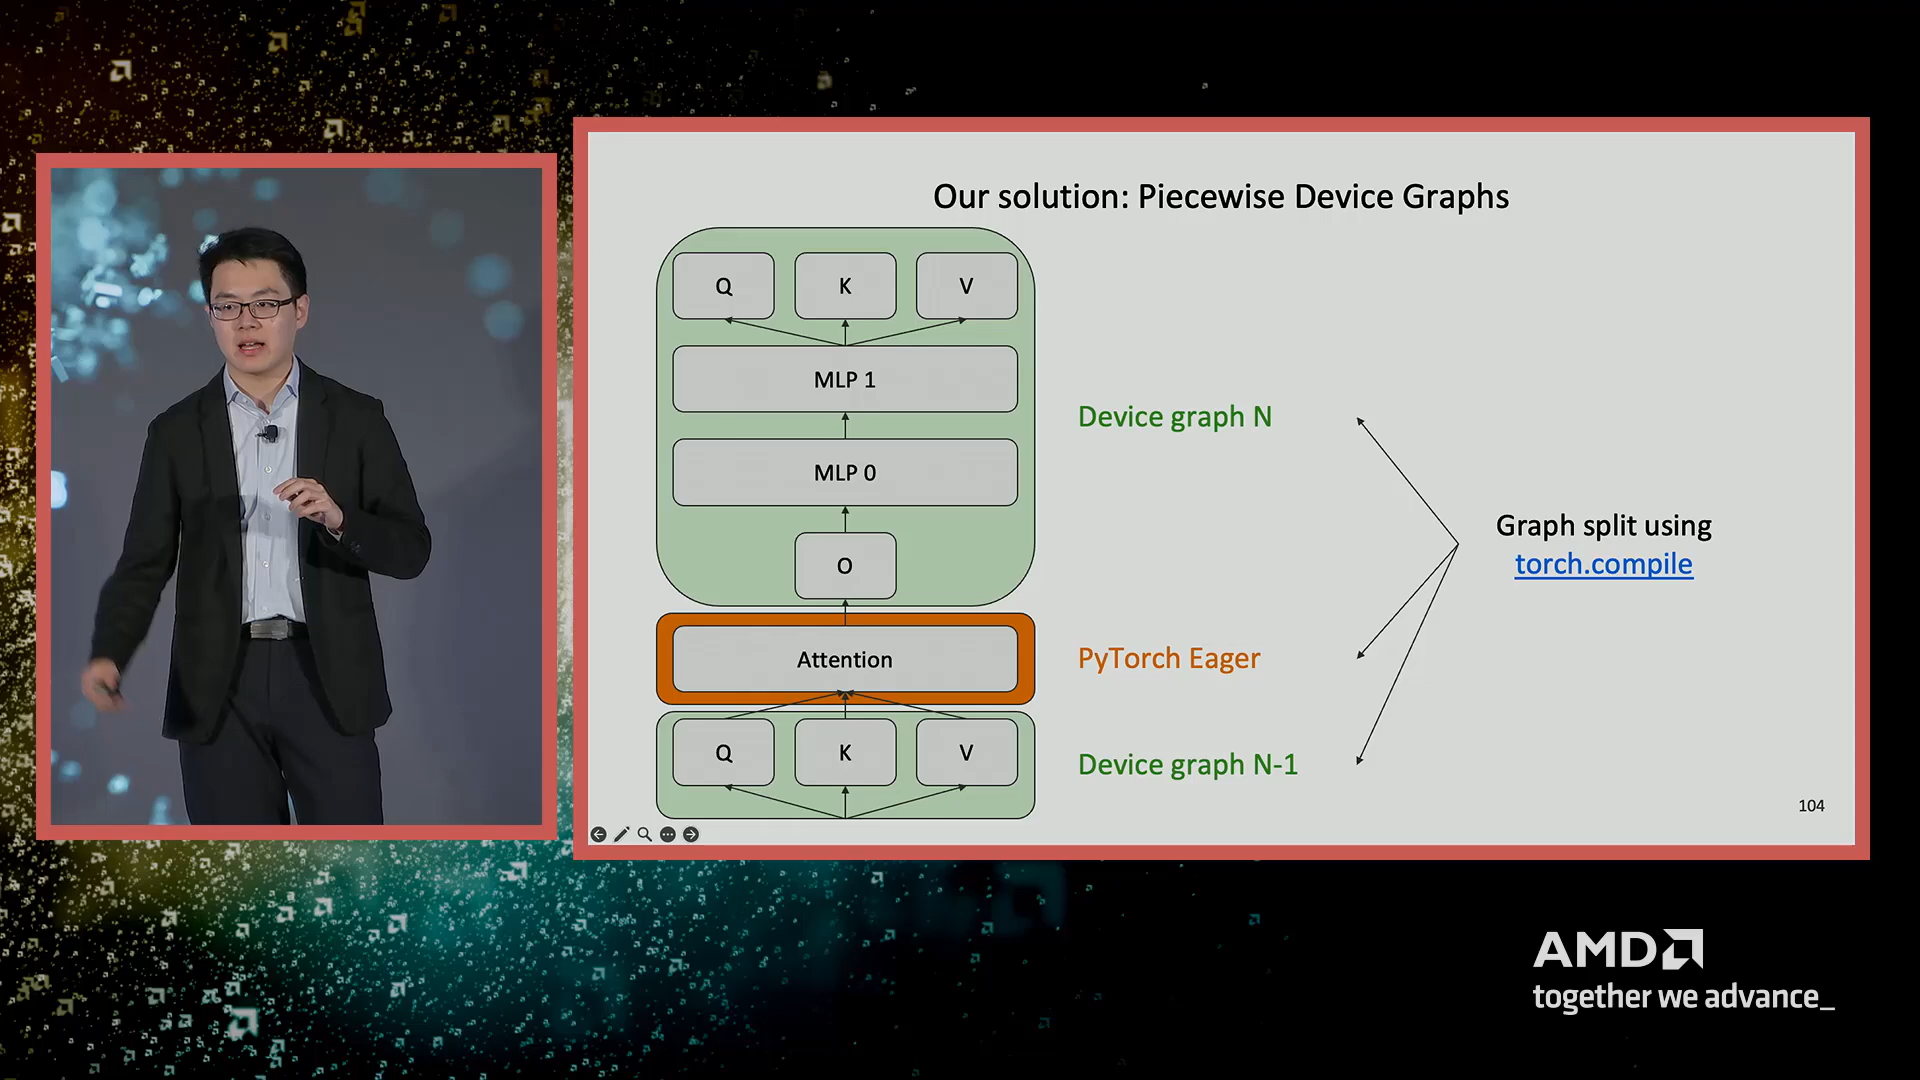 Our solution: Piecewise Device Graphs
Q K V
MLP 1
Device graph N
MLP 0
Graph split using
torch.compile
O
Attention
PyTorch Eager
Q K V
Device graph N-1
104
AMD
together we advance_